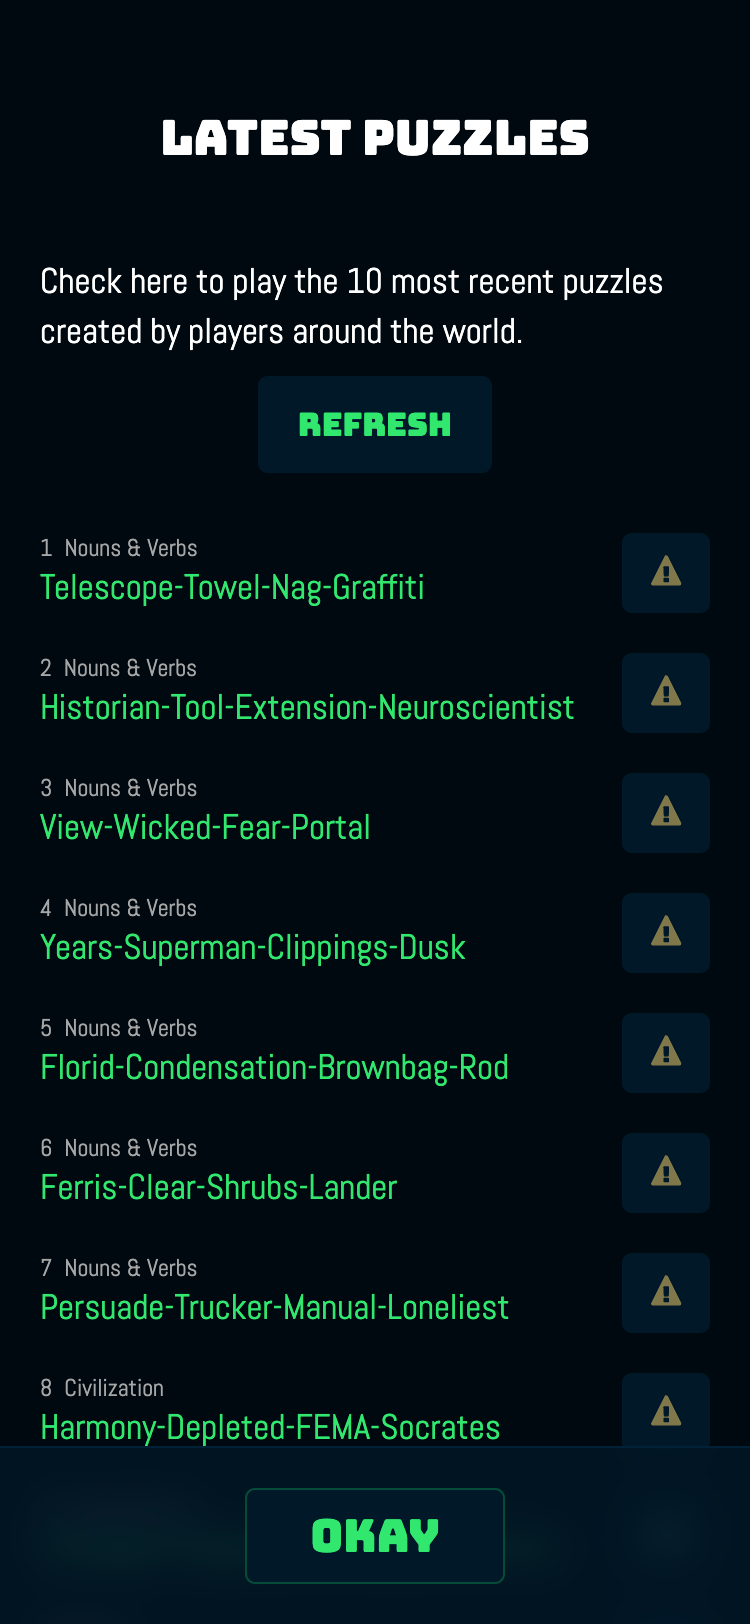 LATEST PUZZLES
Check here to play the 10 most recent puzzles
created by players around the world.
REFRESH
1 Nouns & Verbs
Telescope-Towel-Nag-Graffiti
2 Nouns & Verbs
Historian-Tool-Extension-Neuroscientist
3 Nouns & Verbs
View-Wicked-Fear-Portal
4 Nouns & Verbs
Years-Superman-Clippings-Dusk
5 Nouns & Verbs
Florid-Condensation-Brownbag-Rod
6 Nouns & Verbs
Ferris-Clear-Shrubs-Lander
7 Nouns & Verbs
Persuade-Trucker-Manual-Loneliest
8 Civilization
Harmony-Depleted-FEMA-Socrates
OKAY